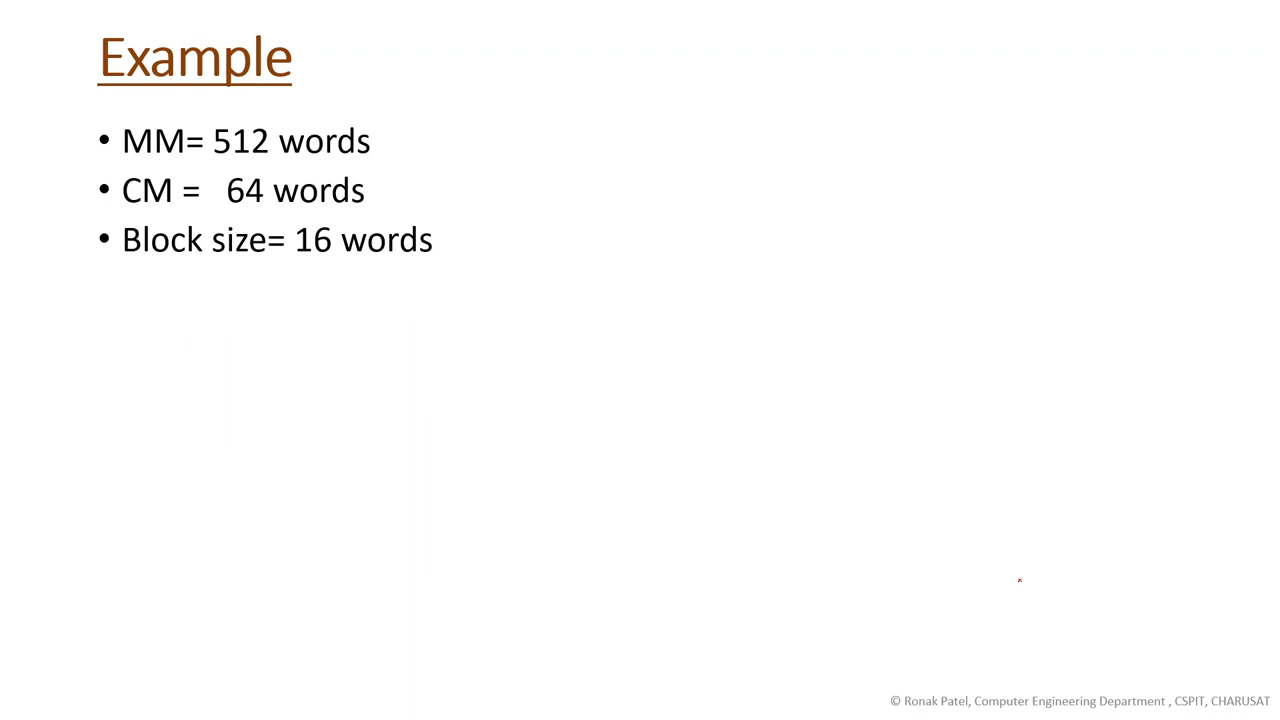 Example
• MM= 512 words
• CM = 64 words
• Block size= 16 words
© Ronak Patel, Computer Engineering Department , CSPIT, CHARUSAT